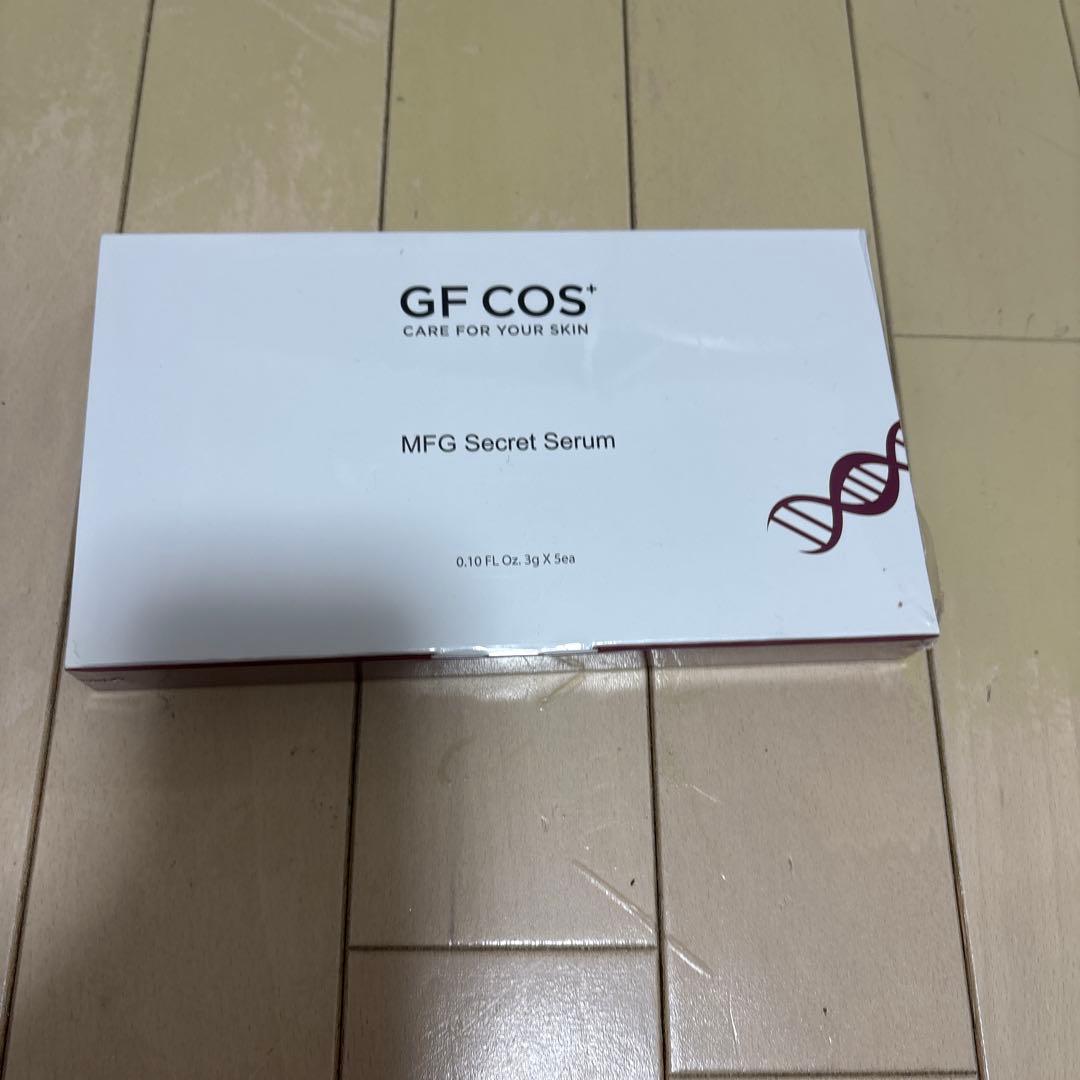 GF COS+
CARE FOR YOUR SKIN
MFG Secret Serum
0.10 FL Oz. 3g X 5ea